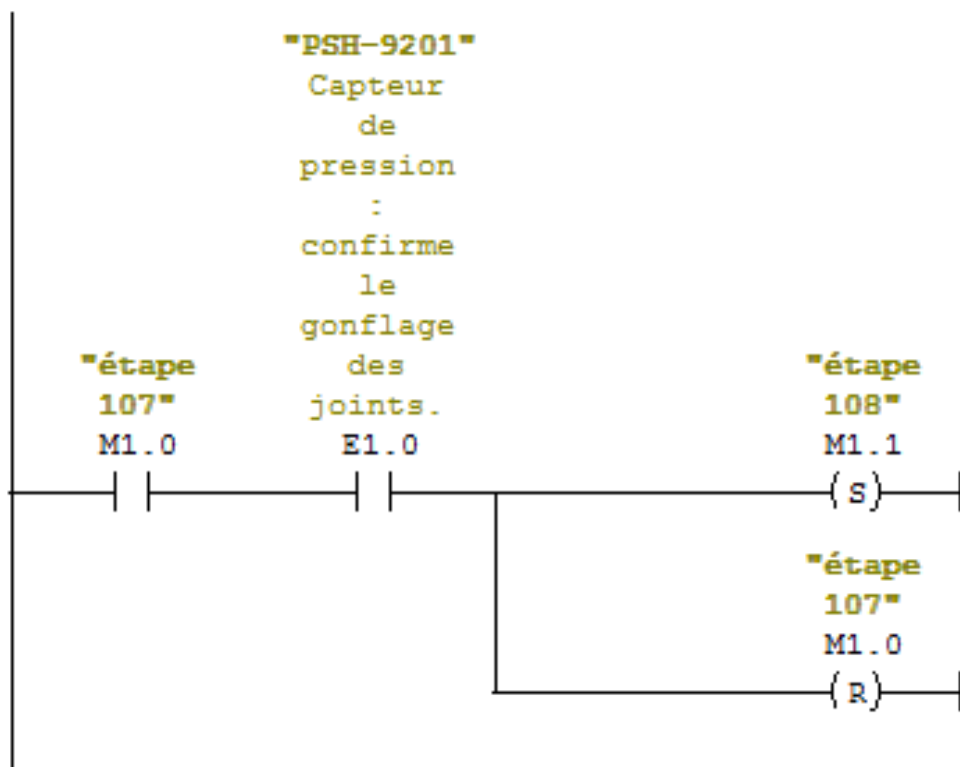 "PSH-9201"
Capteur
de
pression
:
confirme
le
gonflage
des
joints.
E1.0
"étape
107"
M1.0
"étape
108"
M1.1
S
"étape
107"
M1.0
R